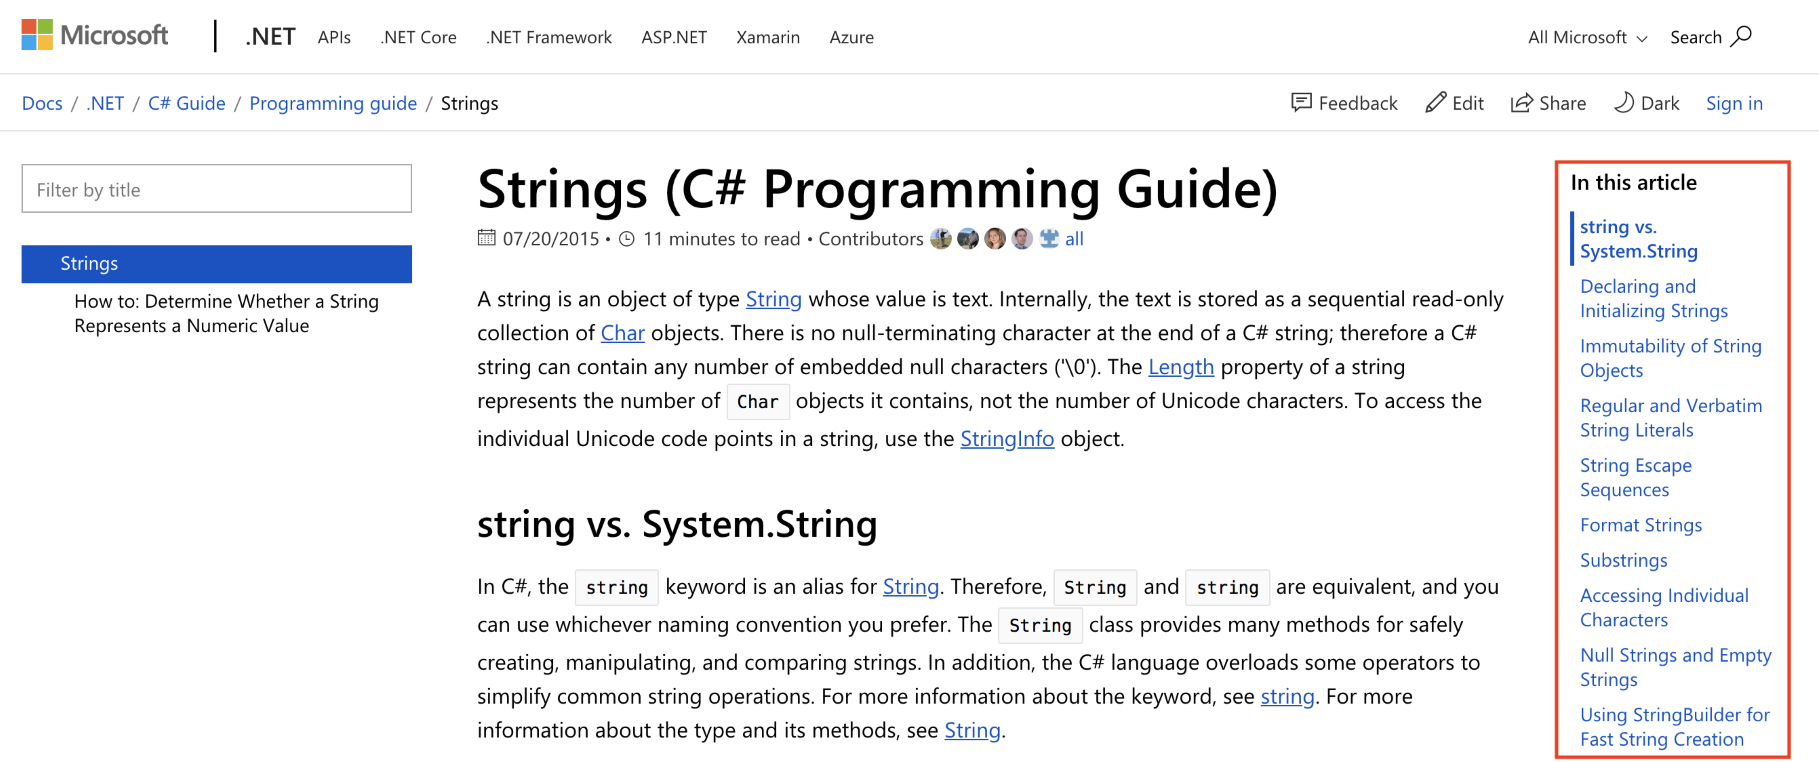 Microsoft | .NET APIs .NET Core .NET Framework ASP.NET Xamarin Azure All Microsoft Search
Docs / .NET / C# Guide / Programming guide / Strings
Feedback Edit Share Dark Sign in
Filter by title
Strings
How to: Determine Whether a String
Represents a Numeric Value
Strings (C# Programming Guide)
07/20/2015 • 11 minutes to read • Contributors all
A string is an object of type String whose value is text. Internally, the text is stored as a sequential read-only
collection of Char objects. There is no null-terminating character at the end of a C# string; therefore a C#
string can contain any number of embedded null characters ('\0'). The Length property of a string
represents the number of Char objects it contains, not the number of Unicode characters. To access the
individual Unicode code points in a string, use the StringInfo object.
string vs. System.String
In C#, the string keyword is an alias for String. Therefore, String and string are equivalent, and you
can use whichever naming convention you prefer. The String class provides many methods for safely
creating, manipulating, and comparing strings. In addition, the C# language overloads some operators to
simplify common string operations. For more information about the keyword, see string. For more
information about the type and its methods, see String.
In this article
string vs.
System.String
Declaring and
Initializing Strings
Immutability of String
Objects
Regular and Verbatim
String Literals
String Escape
Sequences
Format Strings
Substrings
Accessing Individual
Characters
Null Strings and Empty
Strings
Using StringBuilder for
Fast String Creation